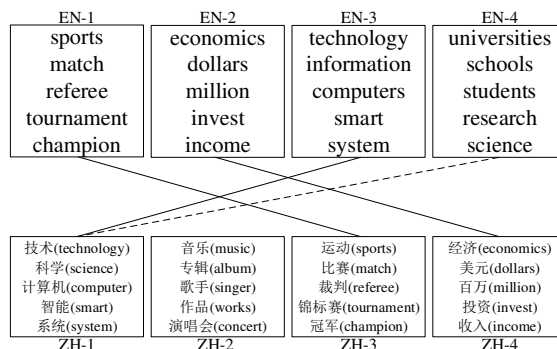 EN-1
sports
match
referee
tournament
champion
EN-2
economics
dollars
million
invest
income
EN-3
technology
information
computers
smart
system
EN-4
universities
schools
students
research
science
技术(technology)
科学(science)
计算机(computer)
智能(smart)
系统(system)
ZH-1
音乐(music)
专辑(album)
歌手(singer)
作品(works)
演唱会(concert)
ZH-2
运动(sports)
比赛(match)
裁判(referee)
锦标赛(tournament)
冠军(champion)
ZH-3
经济(economics)
美元(dollars)
百万(million)
投资(invest)
收入(income)
ZH-4